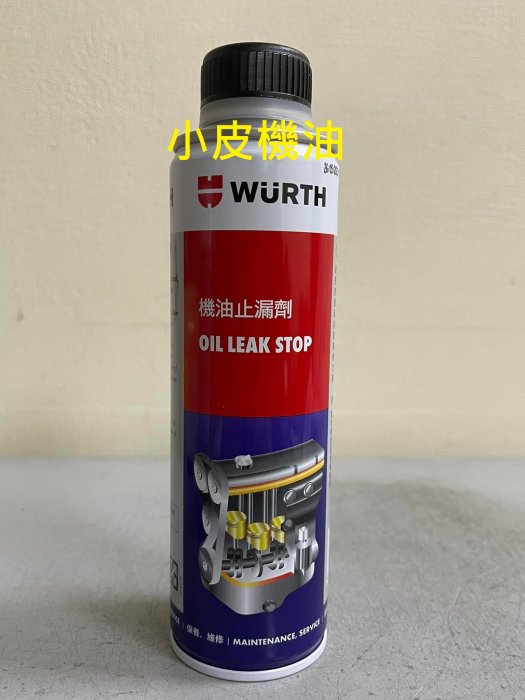 小皮機油
WÜRTH
機油止漏劑
OIL LEAK STOP
保養、維修 | MAINTENANCE, SERVICE